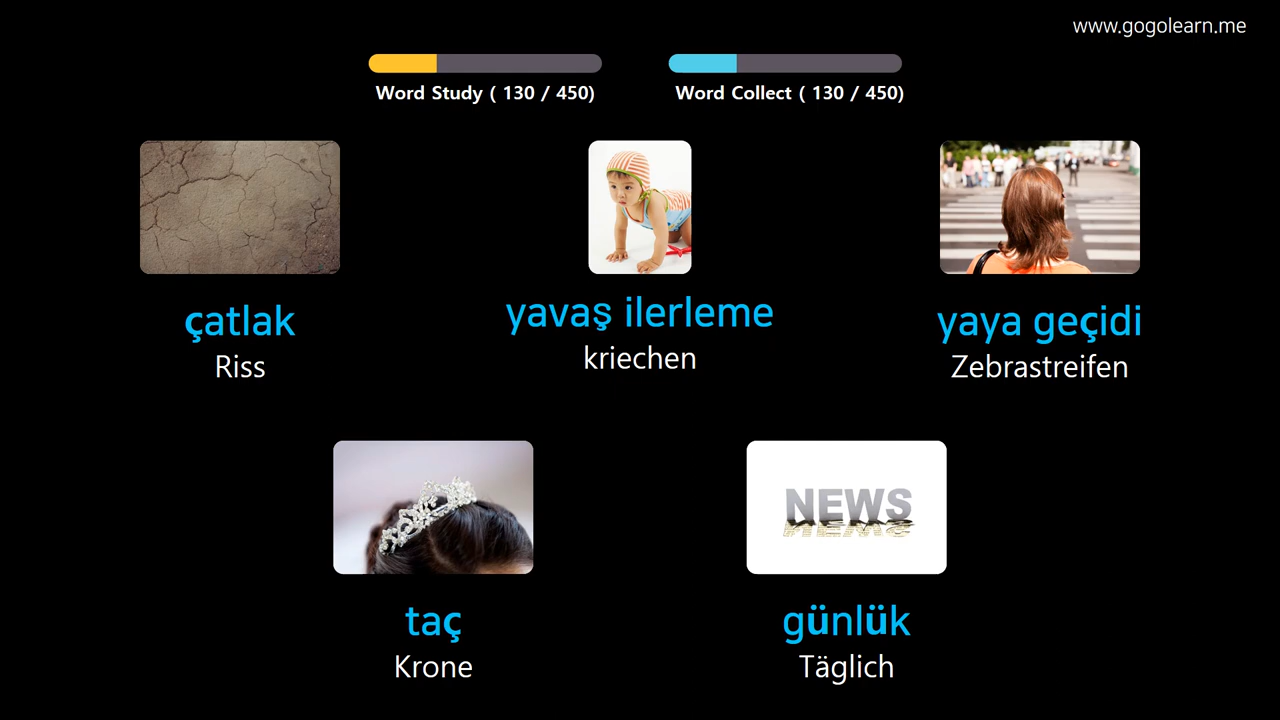 www.gogolearn.me
Word Study ( 130 / 450)
Word Collect ( 130 / 450)
çatlak
Riss
yavaş ilerleme
kriechen
yaya geçidi
Zebrastreifen
taç
Krone
NEWS
günlük
Täglich